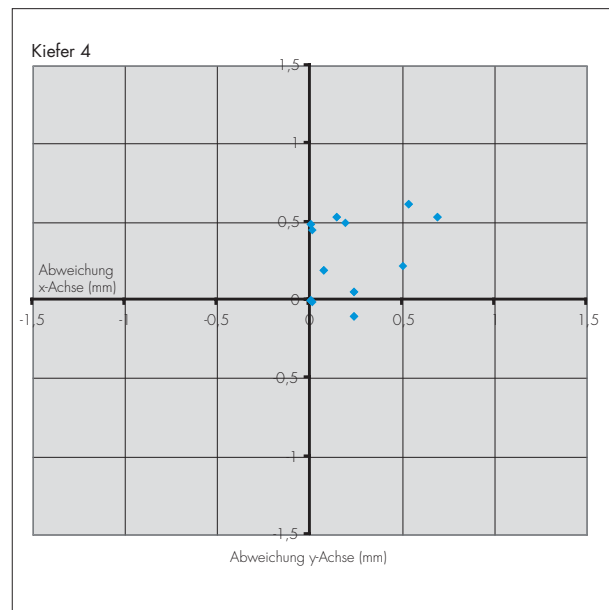 Kiefer 4
1,5
1
0,5
Abweichung
x-Achse (mm)
0
-1,5 -1 -0,5 0 0,5 1 1,5
-0,5
-1
-1,5
Abweichung y-Achse (mm)